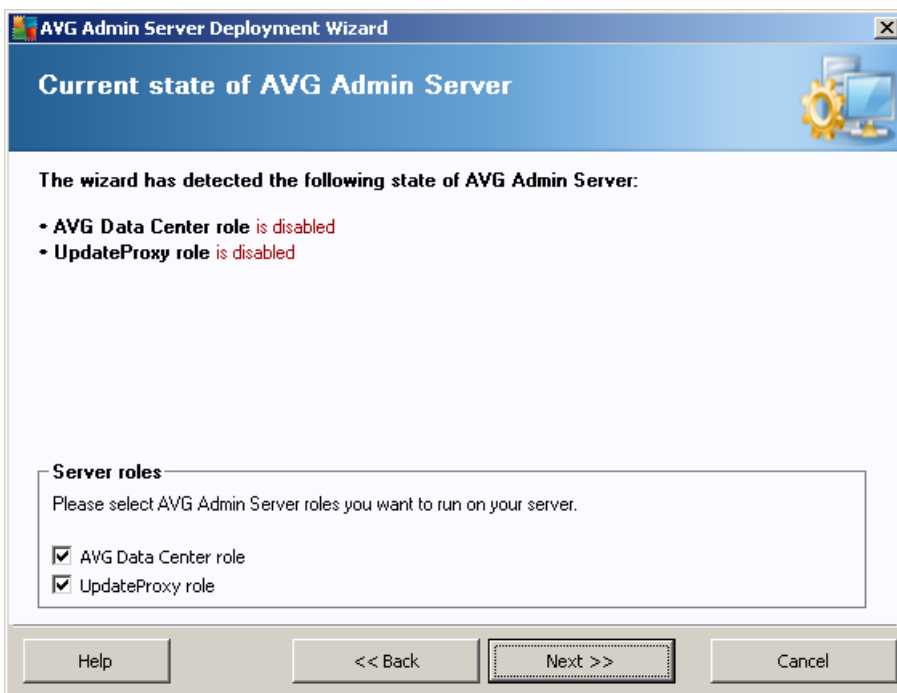 AVG Admin Server Deployment Wizard
Current state of AVG Admin Server
The wizard has detected the following state of AVG Admin Server:
• AVG Data Center role is disabled
• UpdateProxy role is disabled
Server roles
Please select AVG Admin Server roles you want to run on your server.
AVG Data Center role
UpdateProxy role
Help
<< Back
Next >>
Cancel